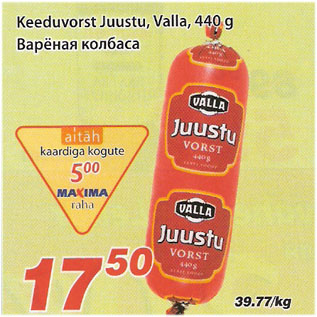 Keeduvorst Juustu, Valla, 440 g
Варёная колбаса
aitäh
kaardiga kogute
5.00
MAXIMA
raha
VALLA
Juustu
VORST
440 g
VALLA
Juustu
VORST
440 g
17 50
39.77/kg